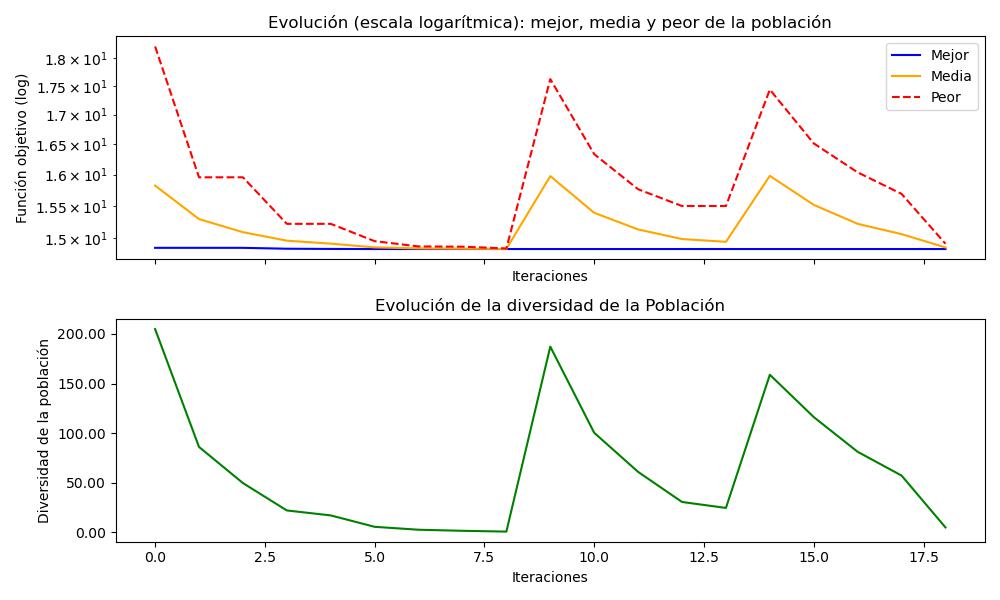 Evolución (escala logarítmica): mejor, media y peor de la población
Función objetivo (log)
1.8 × 10¹
1.75 × 10¹
1.7 × 10¹
1.65 × 10¹
1.6 × 10¹
1.55 × 10¹
1.5 × 10¹
Mejor
Media
Peor
Iteraciones
Evolución de la diversidad de la Población
Diversidad de la población
200.00
150.00
100.00
50.00
0.00
0.0 2.5 5.0 7.5 10.0 12.5 15.0 17.5
Iteraciones